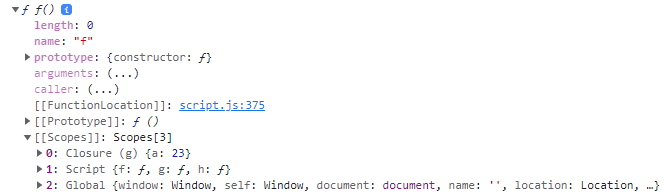 ƒ f() i
length: 0
name: "f"
prototype: {constructor: ƒ}
arguments: (...)
caller: (...)
[[FunctionLocation]]: script.js:375
[[Prototype]]: ƒ ()
[[Scopes]]: Scopes[3]
0: Closure (g) {a: 23}
1: Script {f: ƒ, g: ƒ, h: ƒ}
2: Global {window: Window, self: Window, document: document, name: '', location: Location, …}